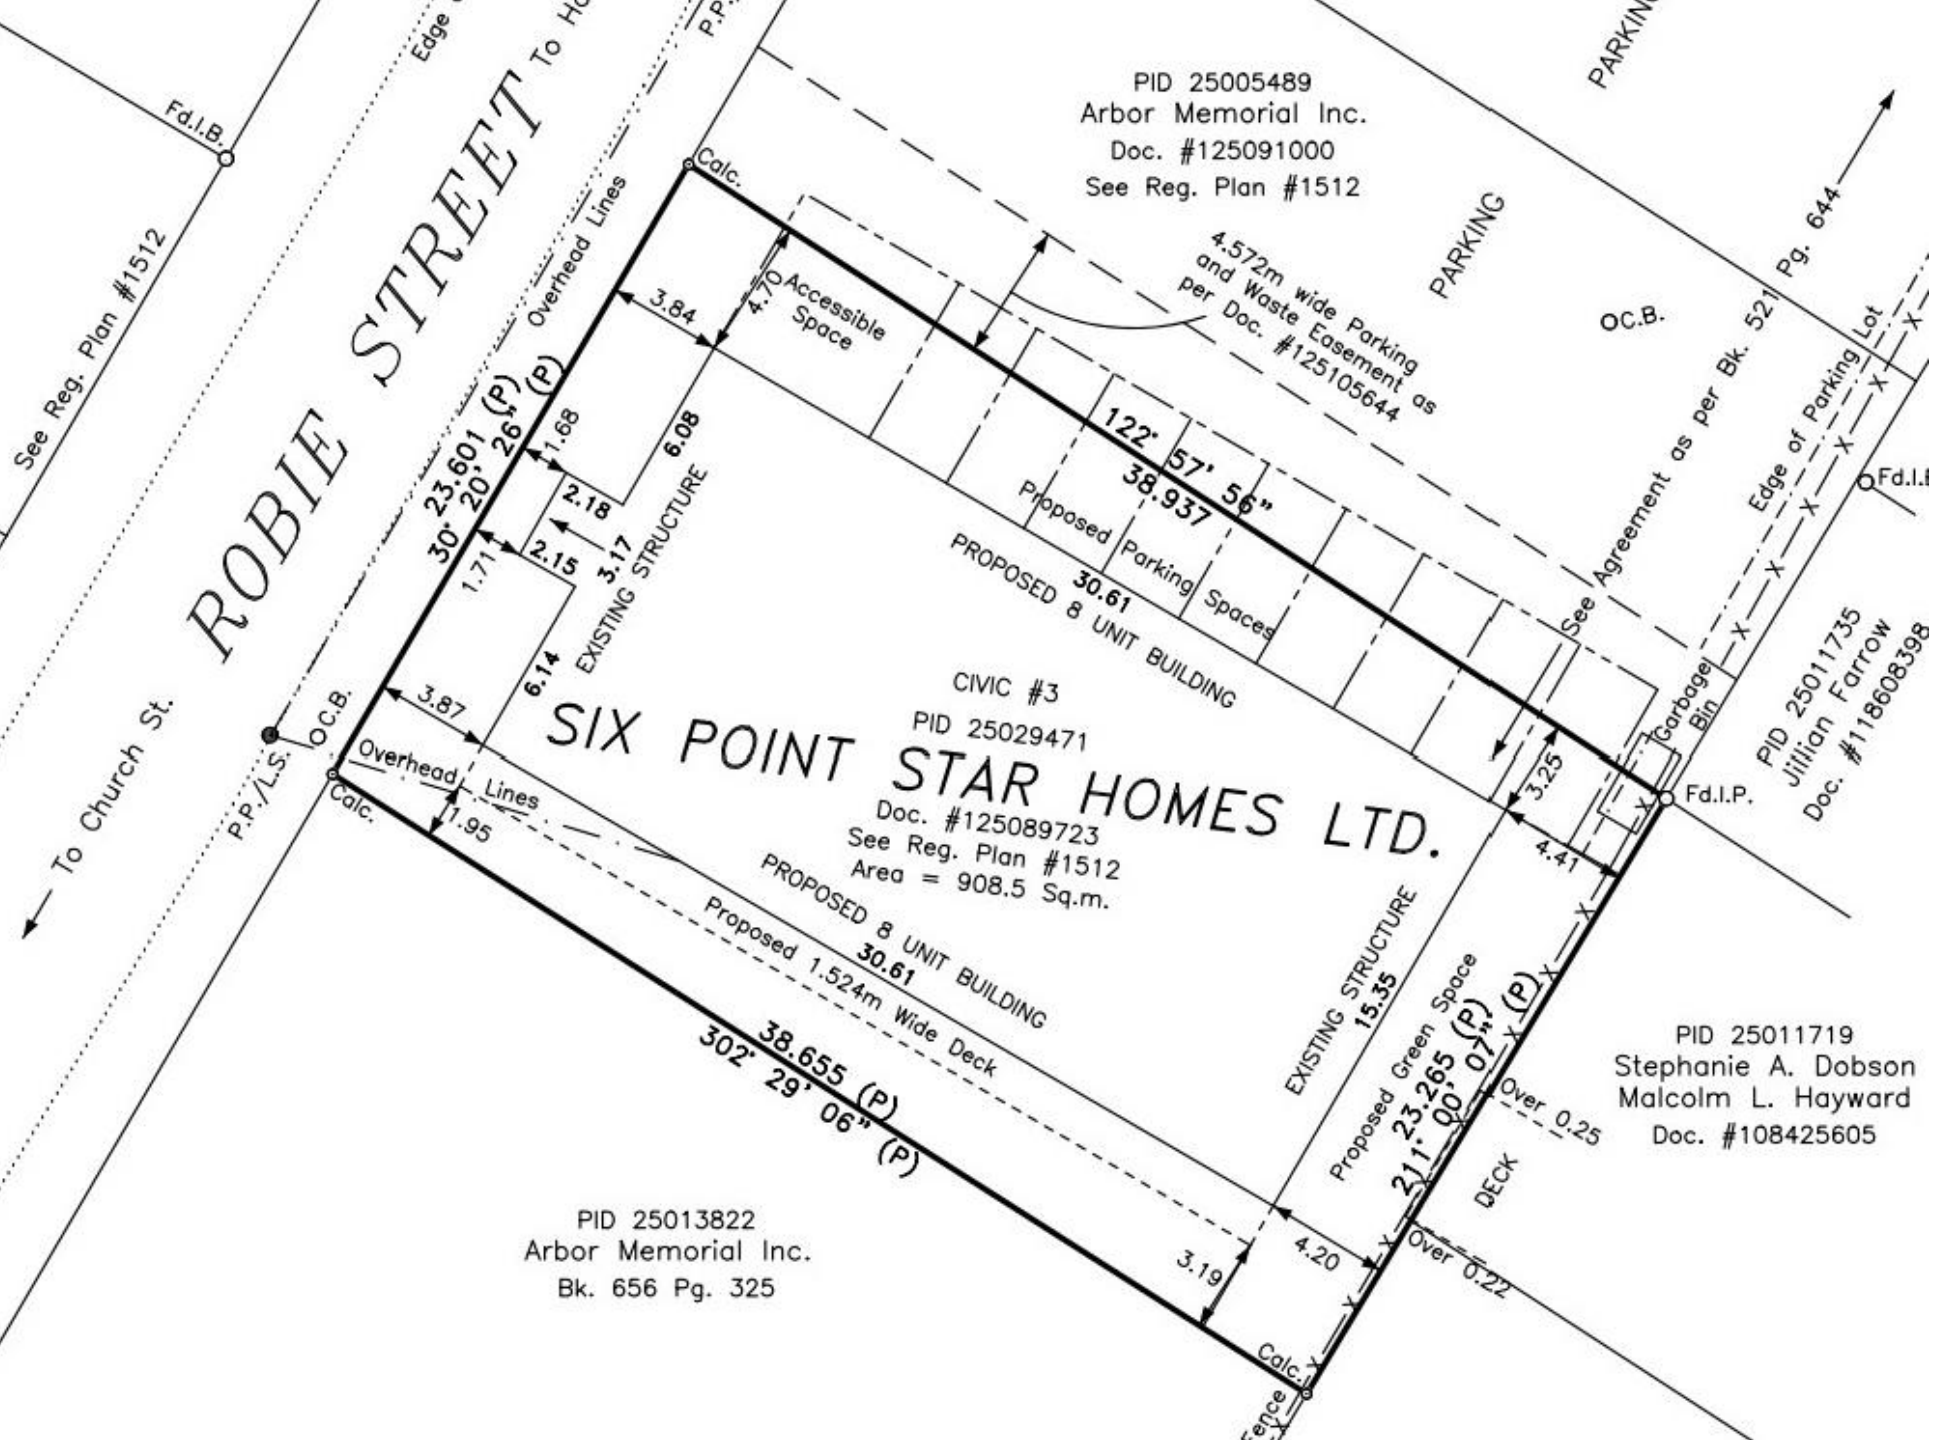 Edge
To
P.P.
PARKING
Fd.I.B.
See Reg. Plan #1512
ROBIE STREET
Overhead Lines
Calc.
PID 25005489
Arbor Memorial Inc.
Doc. #125091000
See Reg. Plan #1512
4.572m wide Parking
and Waste Easement as
per Doc. #125105644
PARKING
OC.B.
See Agreement as per Bk. 521 Pg. 644
Edge of Parking Lot
Accessible
Space
3.84
4.70
23.601 (P)
30° 20' 26" (P)
1.68
6.08
2.18
3.17
2.15
1.71
EXISTING STRUCTURE
6.14
3.87
122° 57' 56"
38.937
Proposed Parking Spaces
30.61
PROPOSED 8 UNIT BUILDING
CIVIC #3
PID 25029471
SIX POINT STAR HOMES LTD.
Doc. #125089723
See Reg. Plan #1512
Area = 908.5 Sq.m.
Garbage
Bin
3.25
4.41
Fd.I.P.
PID 25011735
Jillian Farrow
Doc. #118608398
To Church St.
C.B.
P.P./L.S.
Calc.
Overhead Lines
1.95
PROPOSED 8 UNIT BUILDING
30.61
Proposed 1.524m Wide Deck
38.655 (P)
302° 29' 06" (P)
EXISTING STRUCTURE
15.35
Proposed Green Space
23.265 (P)
211° 00' 07" (P)
PID 25011719
Stephanie A. Dobson
Malcolm L. Hayward
Doc. #108425605
Over 0.25
DECK
Over 0.22
4.20
3.19
Calc.
Fence
PID 25013822
Arbor Memorial Inc.
Bk. 656 Pg. 325